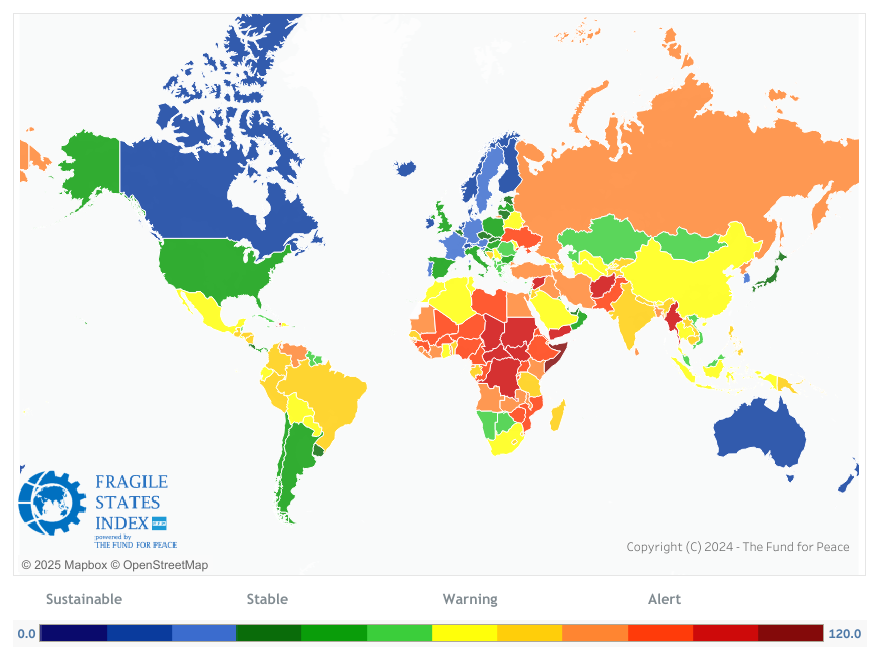 FRAGILE
STATES
INDEX FFP
powered by
THE FUND FOR PEACE
Copyright (C) 2024 - The Fund for Peace
© 2025 Mapbox © OpenStreetMap
Sustainable Stable Warning Alert
0.0 120.0